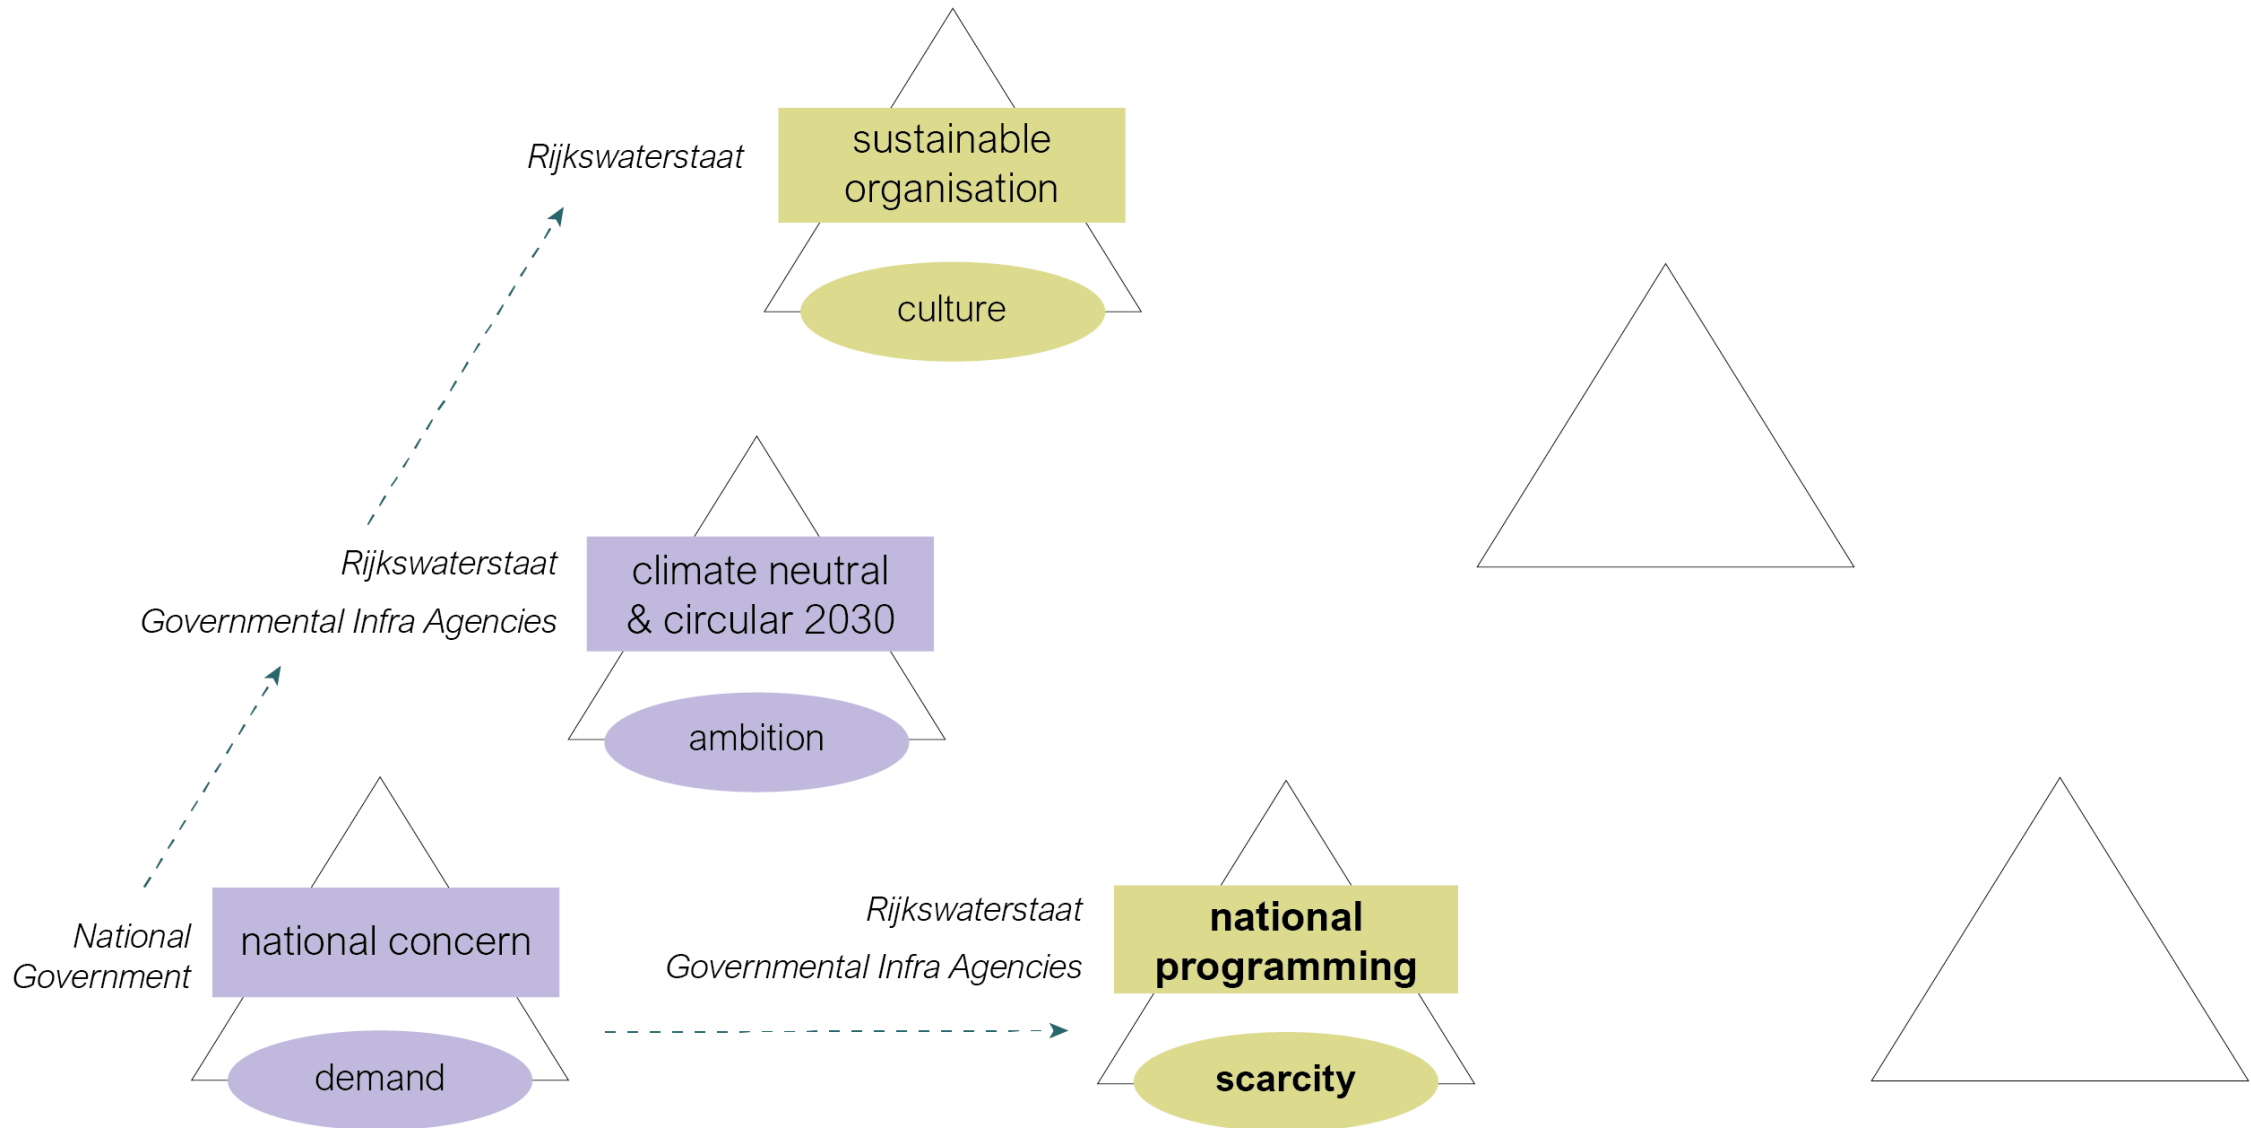 sustainable
organisation
Rijkswaterstaat
culture
Rijkswaterstaat
Governmental Infra Agencies
climate neutral
& circular 2030
ambition
National
Government
national concern
demand
Rijkswaterstaat
Governmental Infra Agencies
national
programming
scarcity